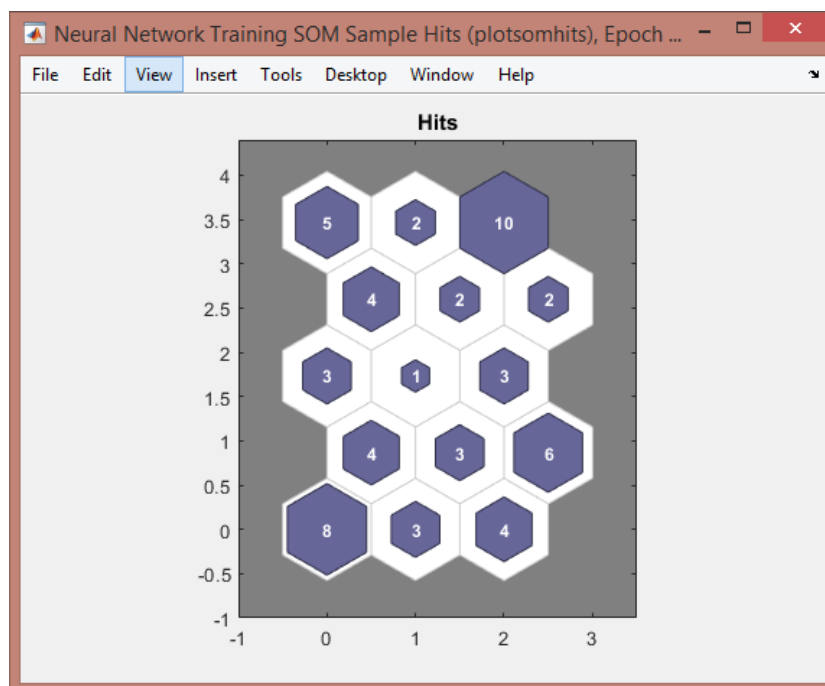 Neural Network Training SOM Sample Hits (plotsomhits), Epoch ...
File Edit View Insert Tools Desktop Window Help
Hits
4
3.5
3
2.5
2
1.5
1
0.5
0
-0.5
-1
5 2 10
4 2 2
3 1 3
4 3 6
8 3 4
-1 0 1 2 3